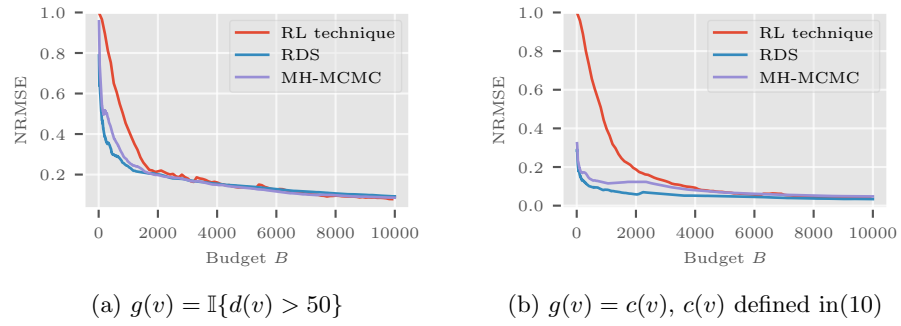 1.0
0.8
0.6
0.4
0.2
NRMSE
RL technique
RDS
MH-MCMC
0 2000 4000 6000 8000 10000
Budget B
(a) g(v) = 𝕀{d(v) > 50}
1.0
0.8
0.6
0.4
0.2
0.0
NRMSE
RL technique
RDS
MH-MCMC
0 2000 4000 6000 8000 10000
Budget B
(b) g(v) = c(v), c(v) defined in(10)